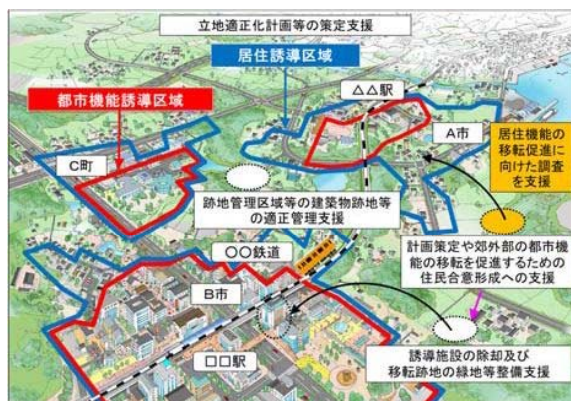 立地適正化計画等の策定支援
居住誘導区域
都市機能誘導区域
△△駅
A市
C町
居住機能の
移転促進に
向けた調査
を支援
跡地管理区域等の建築物跡地等
の適正管理支援
〇〇鉄道
計画策定や郊外部の都市機
能の移転を促進するための
住民合意形成への支援
B市
誘導施設の除却及び
移転跡地の緑地等整備支援
□□駅